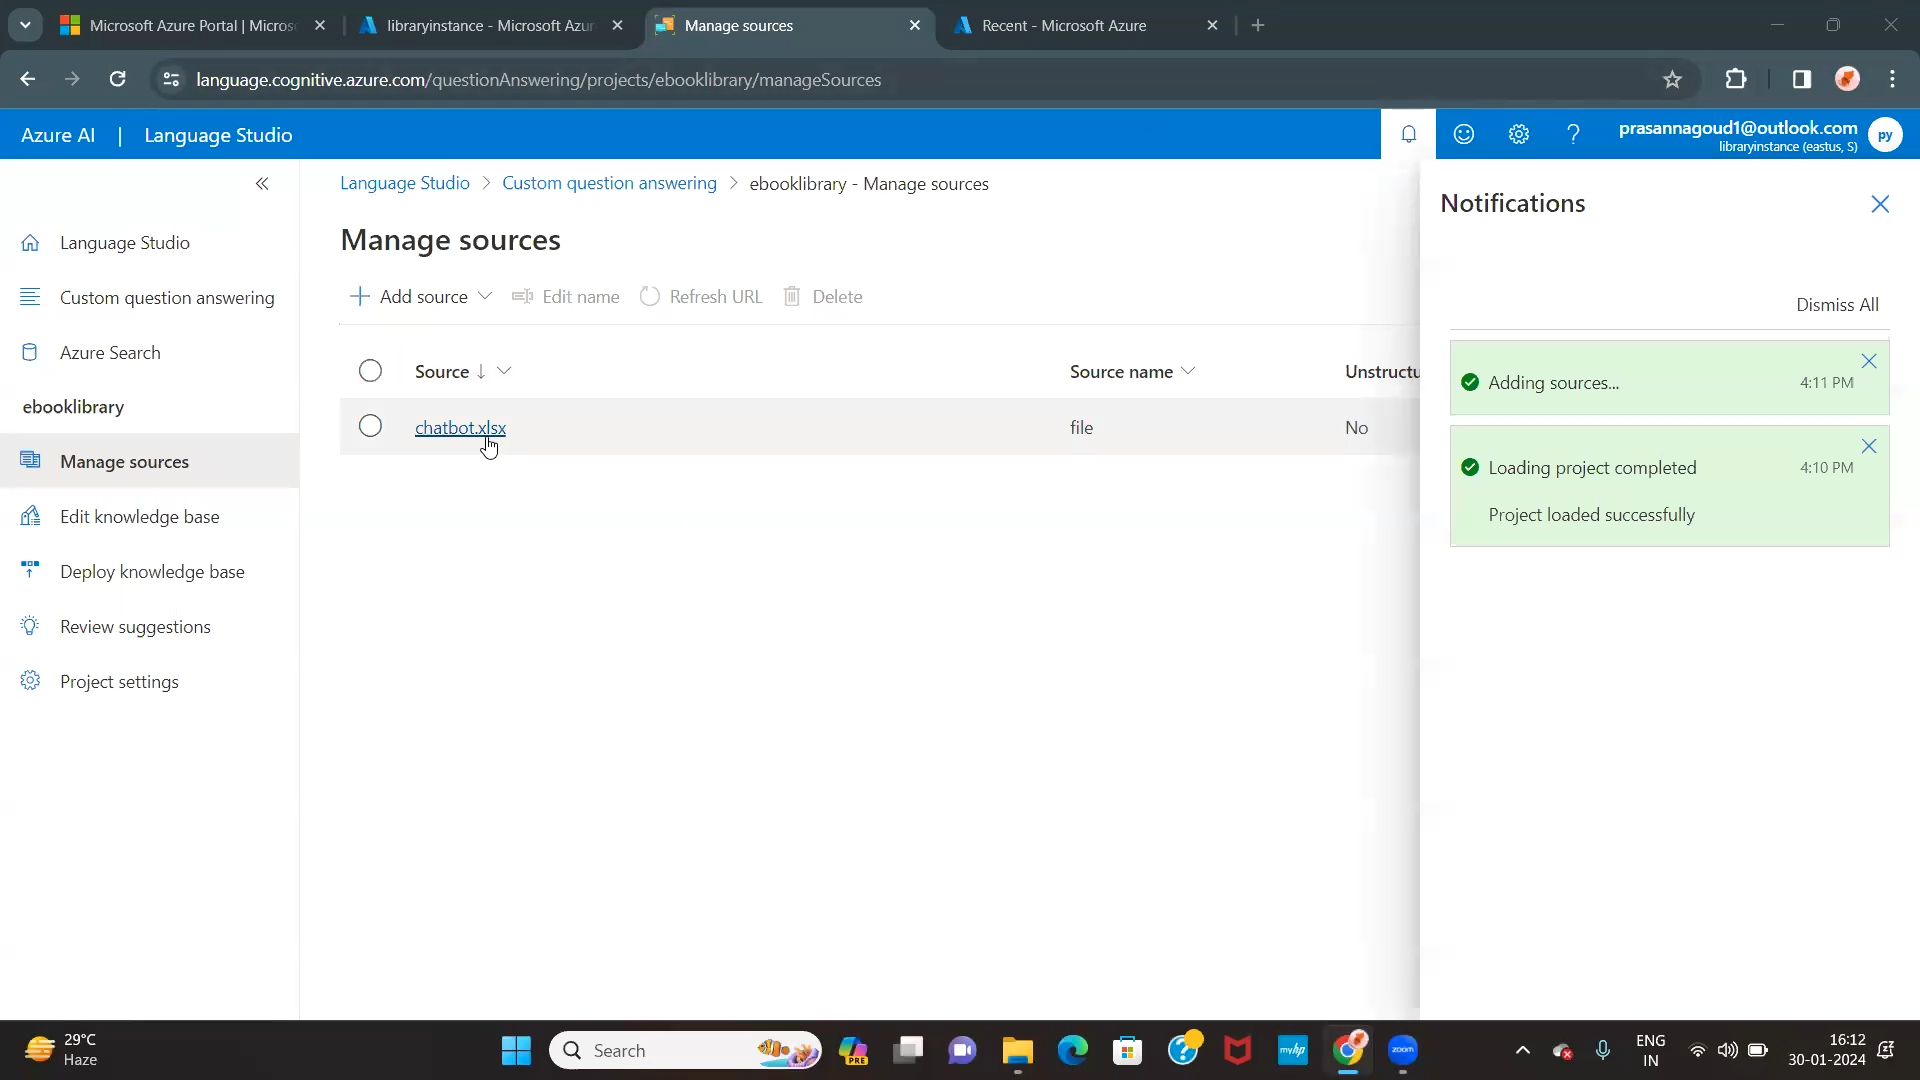 Microsoft Azure Portal | Micros
libraryinstance - Microsoft Azur
Manage sources
Recent - Microsoft Azure
language.cognitive.azure.com/questionAnswering/projects/ebooklibrary/manageSources
Azure AI | Language Studio
prasannagoud1@outlook.com
libraryinstance (eastus, S)
py
Language Studio > Custom question answering > ebooklibrary - Manage sources
Notifications
Manage sources
Language Studio
Custom question answering
Azure Search
ebooklibrary
Manage sources
Edit knowledge base
Deploy knowledge base
Review suggestions
Project settings
Add source
Edit name
Refresh URL
Delete
Source
Source name
Unstructu
chatbot.xlsx
file
No
Dismiss All
Adding sources...
4:11 PM
Loading project completed
4:10 PM
Project loaded successfully
29°C
Haze
Search
PRE
myhp
zoom
ENG
IN
16:12
30-01-2024